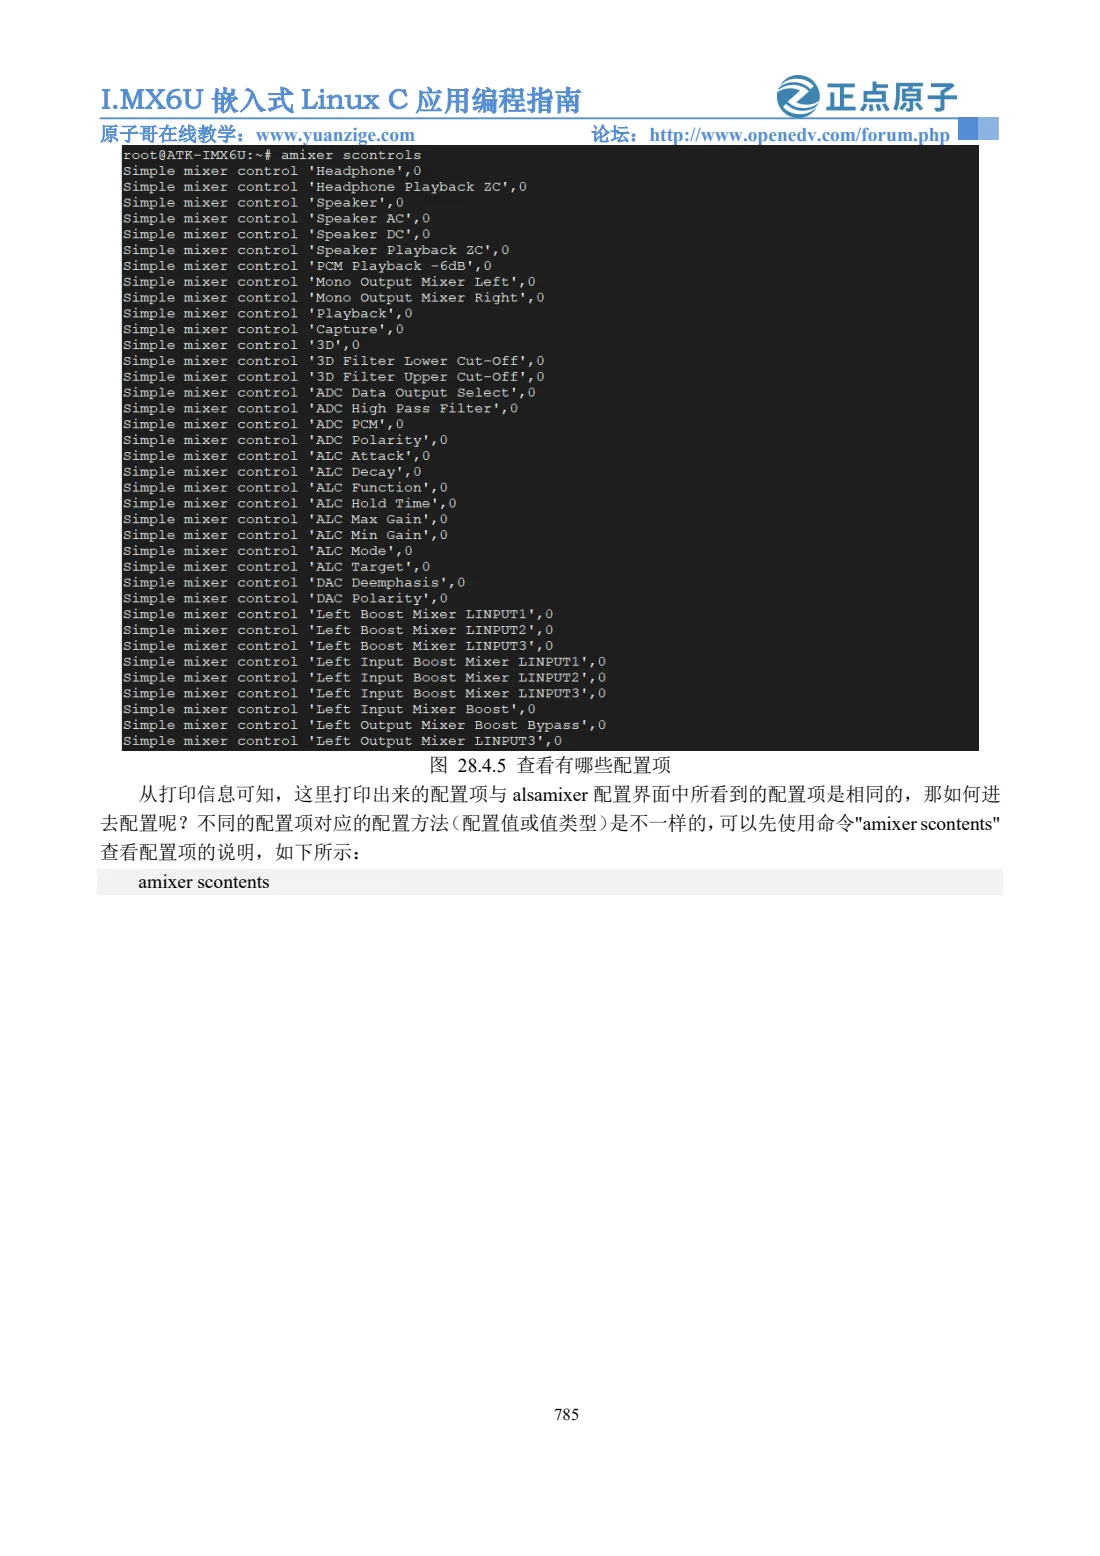 I.MX6U 嵌入式 Linux C 应用编程指南
正点原子
原子哥在线教学：www.yuanzige.com 论坛：http://www.openedv.com/forum.php
root@ATK-IMX6U:~# amixer scontrols
Simple mixer control 'Headphone',0
Simple mixer control 'Headphone Playback ZC',0
Simple mixer control 'Speaker',0
Simple mixer control 'Speaker AC',0
Simple mixer control 'Speaker DC',0
Simple mixer control 'Speaker Playback ZC',0
Simple mixer control 'PCM Playback -6dB',0
Simple mixer control 'Mono Output Mixer Left',0
Simple mixer control 'Mono Output Mixer Right',0
Simple mixer control 'Playback',0
Simple mixer control 'Capture',0
Simple mixer control '3D',0
Simple mixer control '3D Filter Lower Cut-Off',0
Simple mixer control '3D Filter Upper Cut-Off',0
Simple mixer control 'ADC Data Output Select',0
Simple mixer control 'ADC High Pass Filter',0
Simple mixer control 'ADC PCM',0
Simple mixer control 'ADC Polarity',0
Simple mixer control 'ALC Attack',0
Simple mixer control 'ALC Decay',0
Simple mixer control 'ALC Function',0
Simple mixer control 'ALC Hold Time',0
Simple mixer control 'ALC Max Gain',0
Simple mixer control 'ALC Min Gain',0
Simple mixer control 'ALC Mode',0
Simple mixer control 'ALC Target',0
Simple mixer control 'DAC Deemphasis',0
Simple mixer control 'DAC Polarity',0
Simple mixer control 'Left Boost Mixer LINPUT1',0
Simple mixer control 'Left Boost Mixer LINPUT2',0
Simple mixer control 'Left Boost Mixer LINPUT3',0
Simple mixer control 'Left Input Boost Mixer LINPUT1',0
Simple mixer control 'Left Input Boost Mixer LINPUT2',0
Simple mixer control 'Left Input Boost Mixer LINPUT3',0
Simple mixer control 'Left Input Mixer Boost',0
Simple mixer control 'Left Output Mixer Boost Bypass',0
Simple mixer control 'Left Output Mixer LINPUT3',0
图 28.4.5 查看有哪些配置项
从打印信息可知，这里打印出来的配置项与 alsamixer 配置界面中所看到的配置项是相同的，那如何进
去配置呢？不同的配置项对应的配置方法（配置值或值类型）是不一样的，可以先使用命令"amixer scontents"
查看配置项的说明，如下所示：
amixer scontents
785